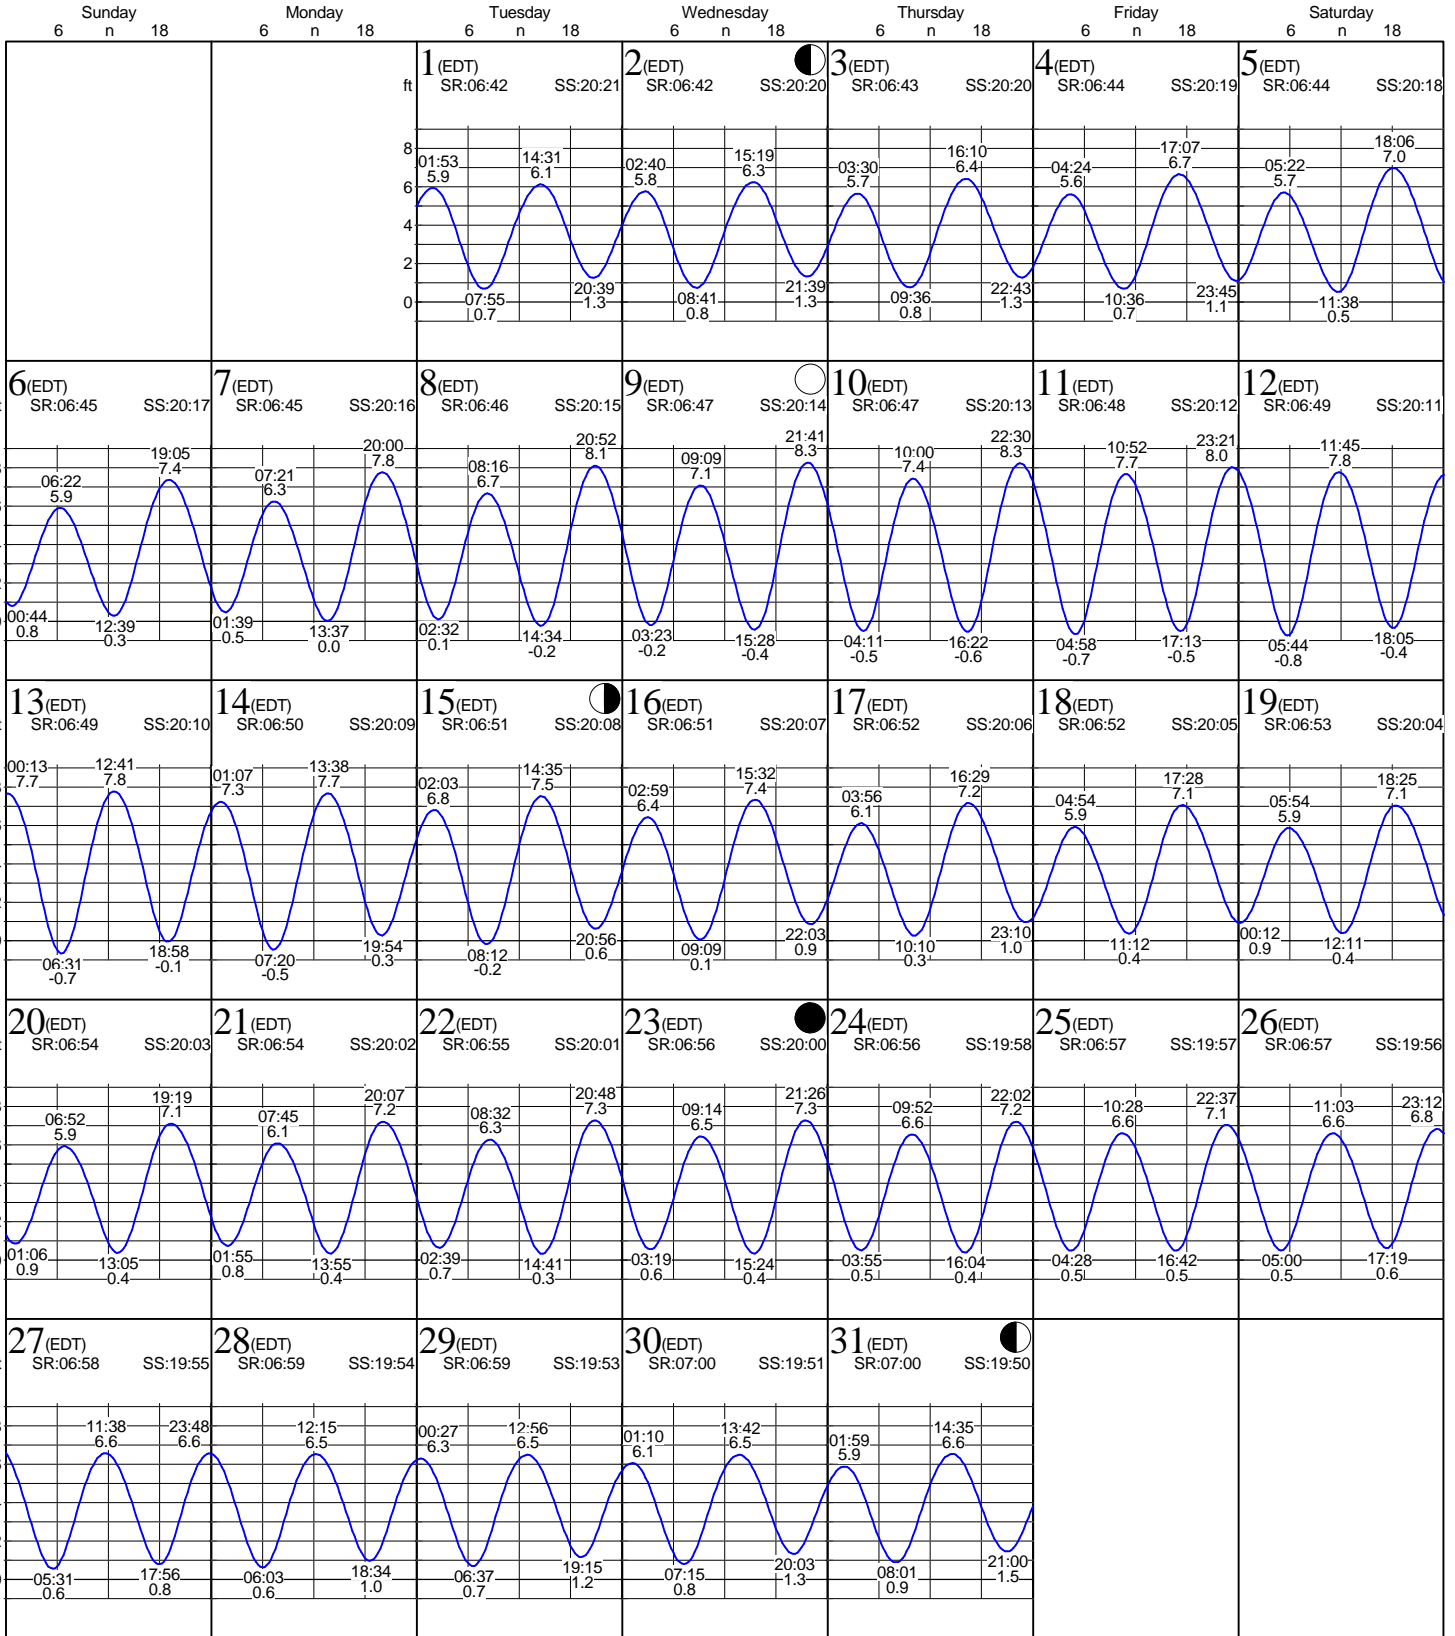 Sunday Monday Tuesday Wednesday Thursday Friday Saturday
6 n 18 6 n 18 6 n 18 6 n 18 6 n 18 6 n 18 6 n 18
1(EDT) 2(EDT) 3(EDT) 4(EDT) 5(EDT)
ft SR:06:42 SS:20:21 SR:06:42 SS:20:20 SR:06:43 SS:20:20 SR:06:44 SS:20:19 SR:06:44 SS:20:18
8
6
4
2
0
01:53 14:31 02:40 15:19 03:30 16:10 04:24 17:07 05:22 18:06
5.9 6.1 5.8 6.3 5.7 6.4 5.6 6.7 5.7 7.0
07:55 20:39 08:41 21:39 09:36 22:43 10:36 23:45 11:38
0.7 1.3 0.8 1.3 0.8 1.3 0.7 1.1 0.5
6(EDT) 7(EDT) 8(EDT) 9(EDT) 10(EDT) 11(EDT) 12(EDT)
SR:06:45 SS:20:17 SR:06:45 SS:20:16 SR:06:46 SS:20:15 SR:06:47 SS:20:14 SR:06:47 SS:20:13 SR:06:48 SS:20:12 SR:06:49 SS:20:11
06:22 19:05 07:21 20:00 08:16 20:52 09:09 21:41 10:00 22:30 10:52 23:21 11:45
5.9 7.4 6.3 7.8 6.7 8.1 7.1 8.3 7.4 8.3 7.7 8.0 7.8
00:44 12:39 01:39 13:37 02:32 14:34 03:23 15:28 04:11 16:22 04:58 17:13 05:44 18:05
0.8 0.3 0.5 0.0 0.1 -0.2 -0.2 -0.4 -0.5 -0.6 -0.7 -0.5 -0.8 -0.4
13(EDT) 14(EDT) 15(EDT) 16(EDT) 17(EDT) 18(EDT) 19(EDT)
SR:06:49 SS:20:10 SR:06:50 SS:20:09 SR:06:51 SS:20:08 SR:06:51 SS:20:07 SR:06:52 SS:20:06 SR:06:52 SS:20:05 SR:06:53 SS:20:04
00:13 12:41 01:07 13:38 02:03 14:35 02:59 15:32 03:56 16:29 04:54 17:28 05:54 18:25
7.7 7.8 7.3 7.7 6.8 7.5 6.4 7.4 6.1 7.2 5.9 7.1 5.9 7.1
06:31 18:58 07:20 19:54 08:12 20:56 09:09 22:03 10:10 23:10 11:12 00:12 12:11
-0.7 -0.1 -0.5 0.3 -0.2 0.6 0.1 0.9 0.3 1.0 0.4 0.9 0.4
20(EDT) 21(EDT) 22(EDT) 23(EDT) 24(EDT) 25(EDT) 26(EDT)
SR:06:54 SS:20:03 SR:06:54 SS:20:02 SR:06:55 SS:20:01 SR:06:56 SS:20:00 SR:06:56 SS:19:58 SR:06:57 SS:19:57 SR:06:57 SS:19:56
06:52 19:19 07:45 20:07 08:32 20:48 09:14 21:26 09:52 22:02 10:28 22:37 11:03 23:12
5.9 7.1 6.1 7.2 6.3 7.3 6.5 7.3 6.6 7.2 6.6 7.1 6.6 6.8
01:06 13:05 01:55 13:55 02:39 14:41 03:19 15:24 03:55 16:04 04:28 16:42 05:00 17:19
0.9 0.4 0.8 0.4 0.7 0.3 0.6 0.4 0.5 0.4 0.5 0.5 0.5 0.6
27(EDT) 28(EDT) 29(EDT) 30(EDT) 31(EDT)
SR:06:58 SS:19:55 SR:06:59 SS:19:54 SR:06:59 SS:19:53 SR:07:00 SS:19:51 SR:07:00 SS:19:50
11:38 23:48 12:15 00:27 12:56 01:10 13:42 01:59 14:35
6.6 6.6 6.5 6.3 6.5 6.1 6.5 5.9 6.6
05:31 17:56 06:03 18:34 06:37 19:15 07:15 20:03 08:01 21:00
0.6 0.8 0.6 1.0 0.7 1.2 0.8 1.3 0.9 1.5